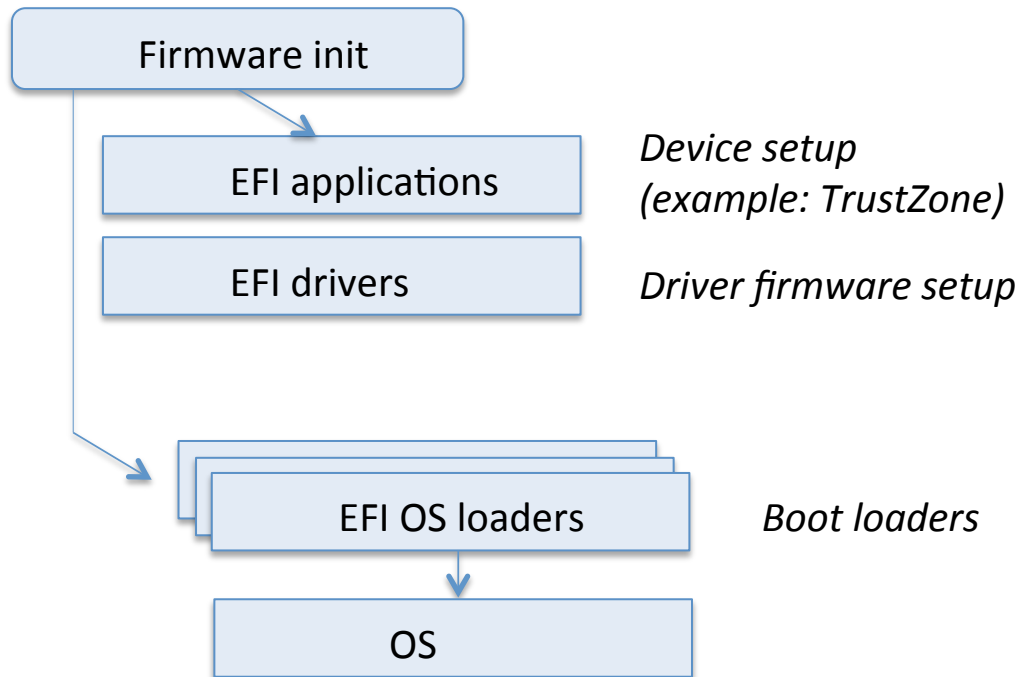 Firmware init
EFI applications
Device setup
(example: TrustZone)
EFI drivers
Driver firmware setup
EFI OS loaders
Boot loaders
OS